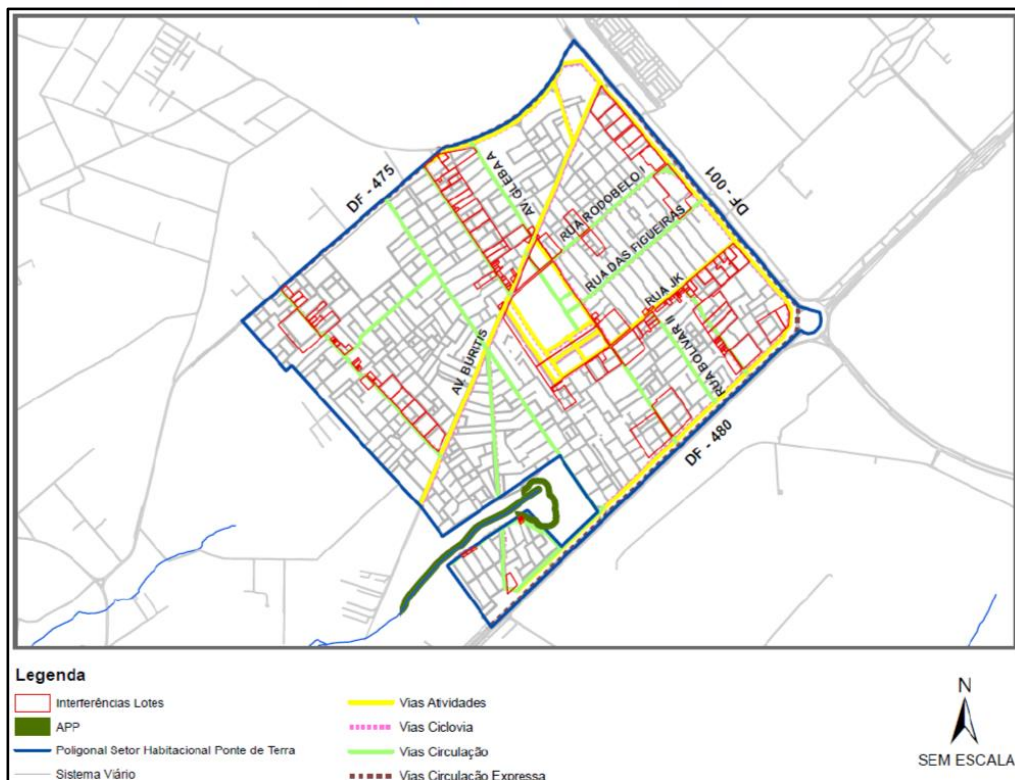 DF - 475
AV. GLEBA A
RUA RODOBELO I
DF - 001
RUA DAS FIGUEIRAS
RUA JK
AV. BURITIS
RUA BOLIVAR II
DF - 480
Legenda
Interferências Lotes
APP
Poligonal Setor Habitacional Ponte de Terra
Sistema Viário
Vias Atividades
Vias Ciclovia
Vias Circulação
Vias Circulação Expressa
N
SEM ESCALA